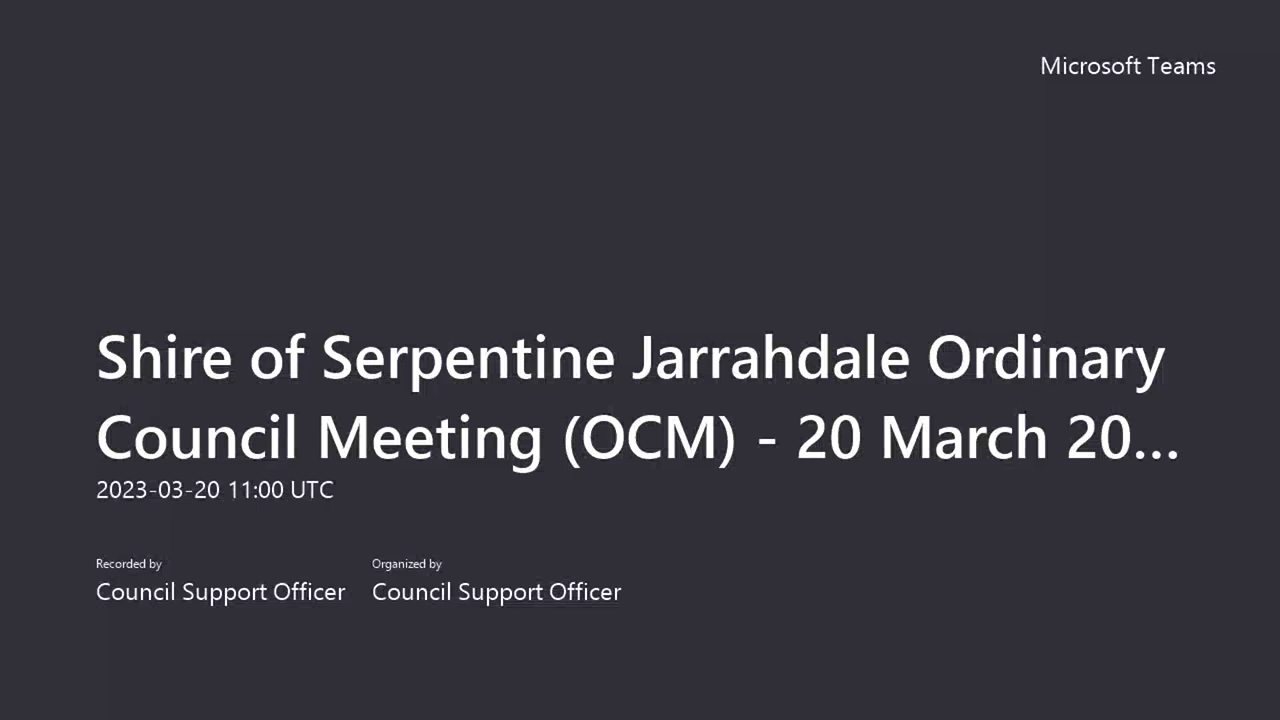 Microsoft Teams
Shire of Serpentine Jarrahdale Ordinary
Council Meeting (OCM) - 20 March 20...
2023-03-20 11:00 UTC
Recorded by
Council Support Officer
Organized by
Council Support Officer